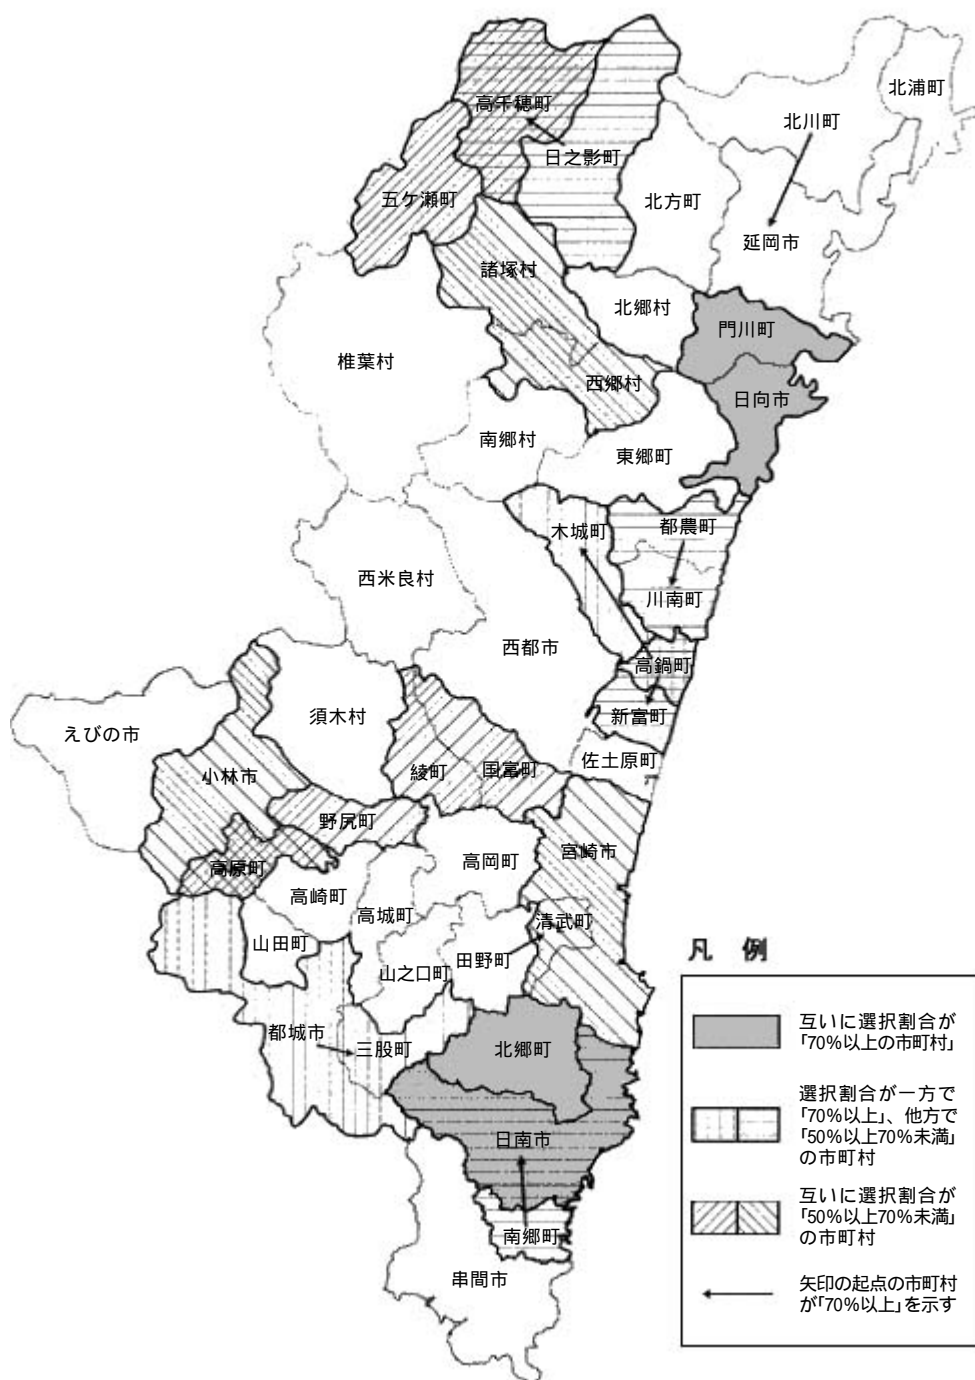 北浦町
高千穂町
北川町
日之影町
五ケ瀬町
北方町
延岡市
諸塚村
北郷村
門川町
椎葉村
西郷村
日向市
南郷村
東郷町
木城町
都農町
西米良村
川南町
西都市
高鍋町
須木村
新富町
えびの市
佐土原町
小林市
綾町
国富町
野尻町
宮崎市
高原町
高岡町
高崎町
高城町
清武町
山田町
田野町
山之口町
都城市
三股町
北郷町
日南市
南郷町
串間市
凡 例
互いに選択割合が
「70%以上の市町村」
選択割合が一方で
「70%以上」、他方で
「50%以上70%未満」
の市町村
互いに選択割合が
「50%以上70%未満」
の市町村
矢印の起点の市町村
が「70%以上」を示す